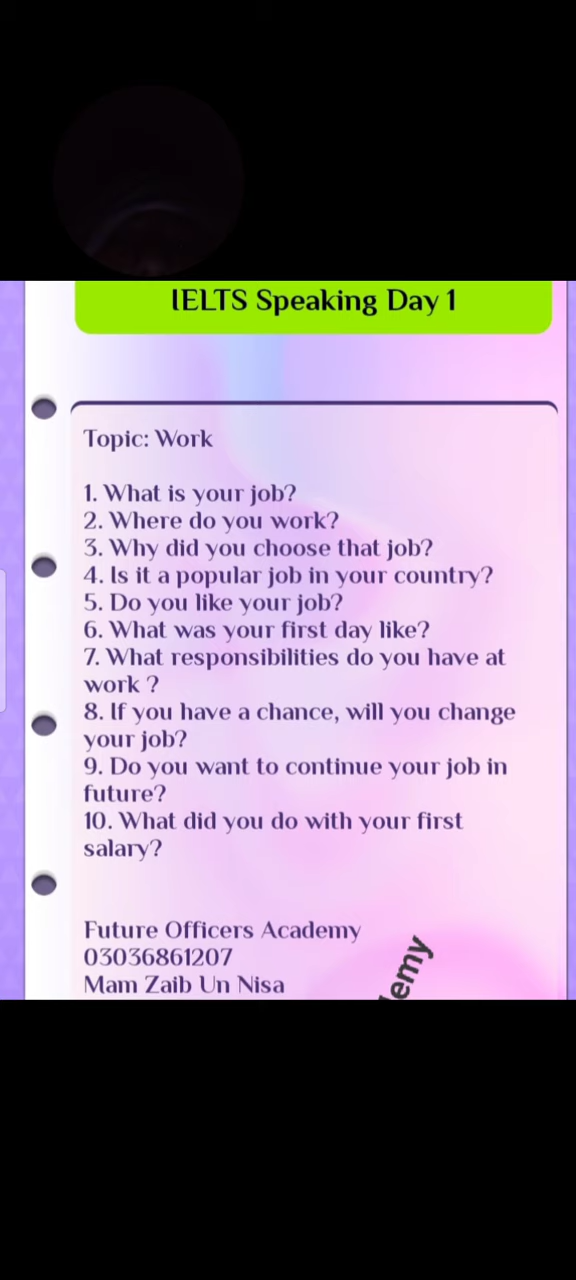 IELTS Speaking Day 1
Topic: Work
1. What is your job?
2. Where do you work?
3. Why did you choose that job?
4. Is it a popular job in your country?
5. Do you like your job?
6. What was your first day like?
7. What responsibilities do you have at
work ?
8. If you have a chance, will you change
your job?
9. Do you want to continue your job in
future?
10. What did you do with your first
salary?
Future Officers Academy
03036861207
Mam Zaib Un Nisa